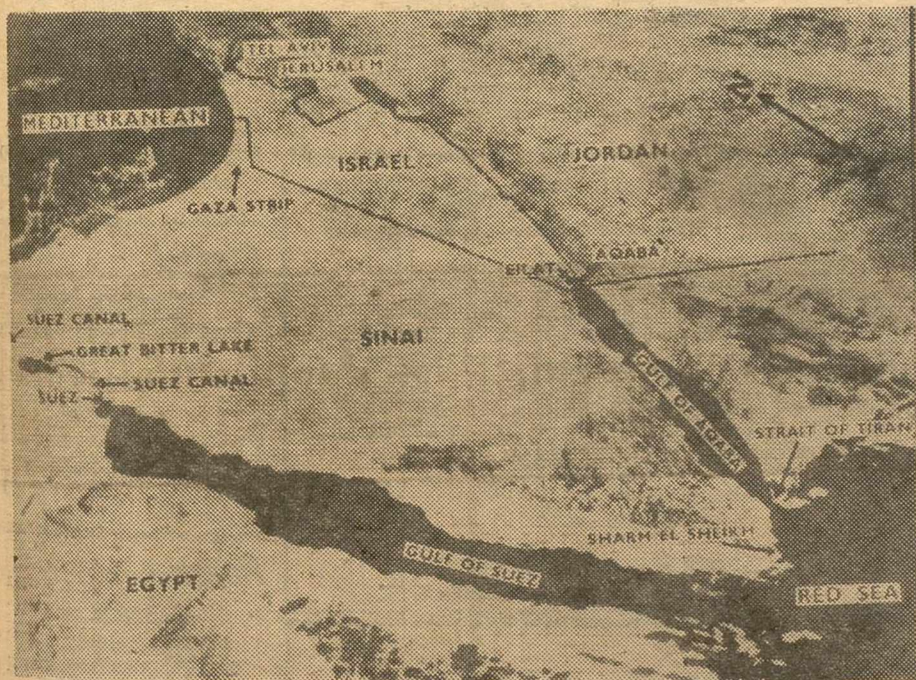 TEL AVIV
JERUSALEM
MEDITERRANEAN
ISRAEL
JORDAN
GAZA STRIP
EILAT
AQABA
SUEZ CANAL
GREAT BITTER LAKE
SINAI
SUEZ CANAL
SUEZ
GULF OF AQABA
STRAIT OF TIRAN
SHARM EL SHEIKH
GULF OF SUEZ
EGYPT
RED SEA